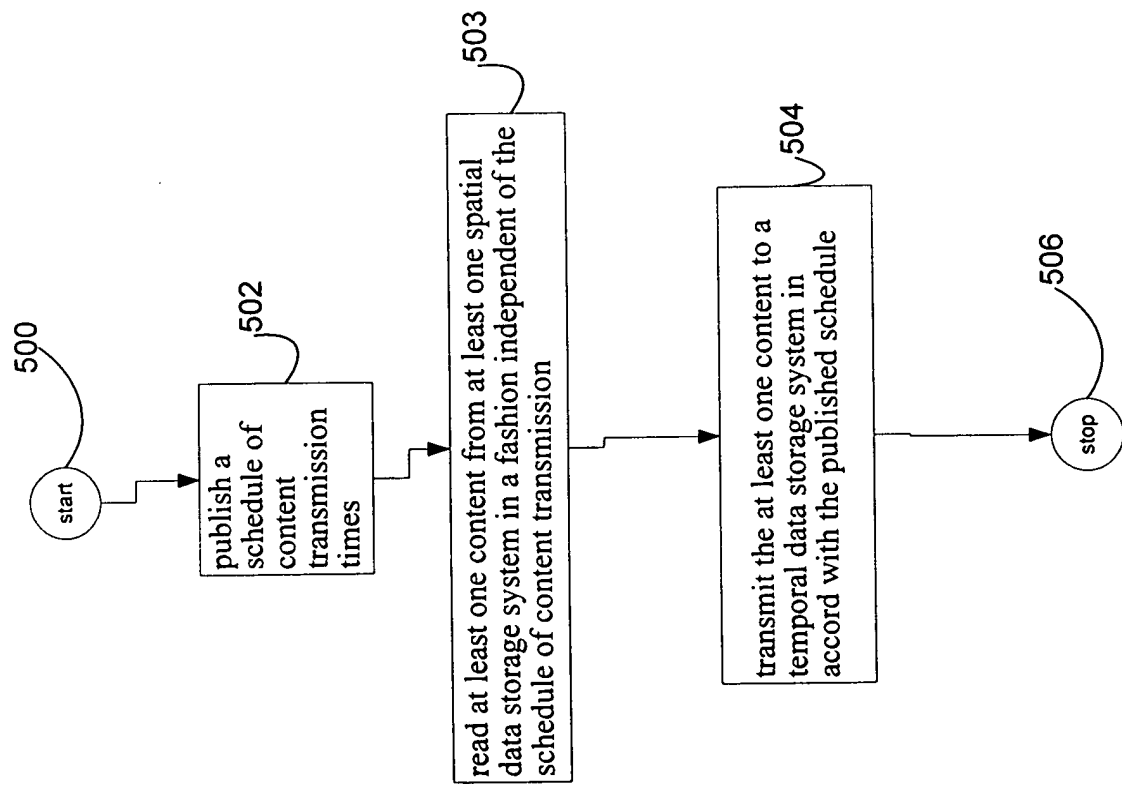 start
500
publish a
schedule of
content
transmission
times
502
read at least one content from at least one spatial
data storage system in a fashion independent of the
schedule of content transmission
503
transmit the at least one content to a
temporal data storage system in
accord with the published schedule
504
stop
506